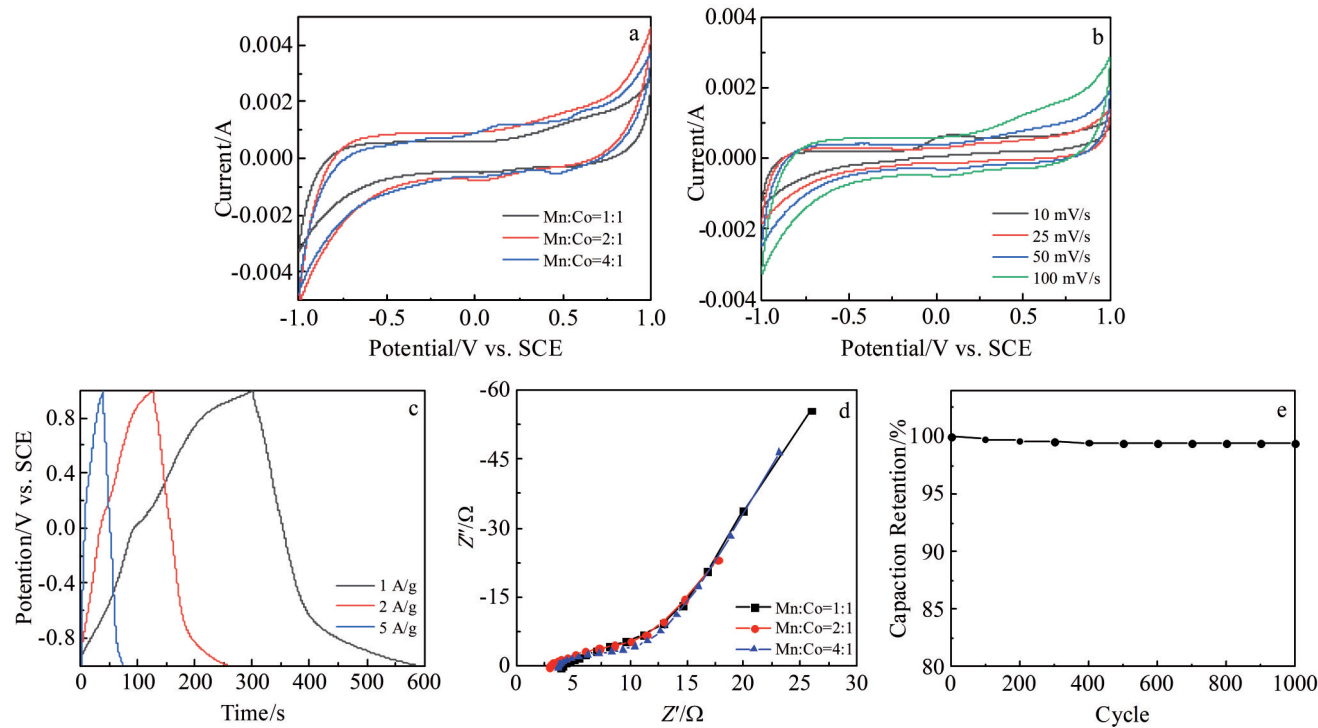 a
0.004
0.002
0.000
-0.002
-0.004
Current/A
Mn:Co=1:1
Mn:Co=2:1
Mn:Co=4:1
-1.0 -0.5 0.0 0.5 1.0
Potential/V vs. SCE
b
0.004
0.002
0.000
-0.002
-0.004
Current/A
10 mV/s
25 mV/s
50 mV/s
100 mV/s
-1.0 -0.5 0.0 0.5 1.0
Potential/V vs. SCE
c
0.8
0.4
0.0
-0.4
-0.8
Potention/V vs. SCE
1 A/g
2 A/g
5 A/g
0 100 200 300 400 500 600
Time/s
d
-60
-45
-30
-15
0
Z″/Ω
Mn:Co=1:1
Mn:Co=2:1
Mn:Co=4:1
0 5 10 15 20 25 30
Z′/Ω
e
100
95
90
85
80
Capaction Retention/%
0 200 400 600 800 1000
Cycle